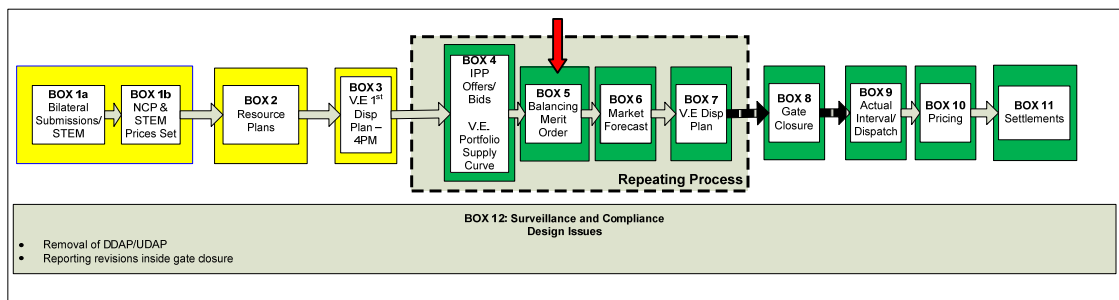 BOX 1a
Bilateral
Submissions/
STEM
BOX 1b
NCP &
STEM
Prices Set
BOX 2
Resource
Plans
BOX 3
V.E 1st
Disp
Plan –
4PM
BOX 4
IPP
Offers/
Bids
V.E.
Portfolio
Supply
Curve
BOX 5
Balancing
Merit
Order
BOX 6
Market
Forecast
BOX 7
V.E Disp
Plan
Repeating Process
BOX 8
Gate
Closure
BOX 9
Actual
Interval/
Dispatch
BOX 10
Pricing
BOX 11
Settlements
BOX 12: Surveillance and Compliance
Design Issues
• Removal of DDAP/UDAP
• Reporting revisions inside gate closure